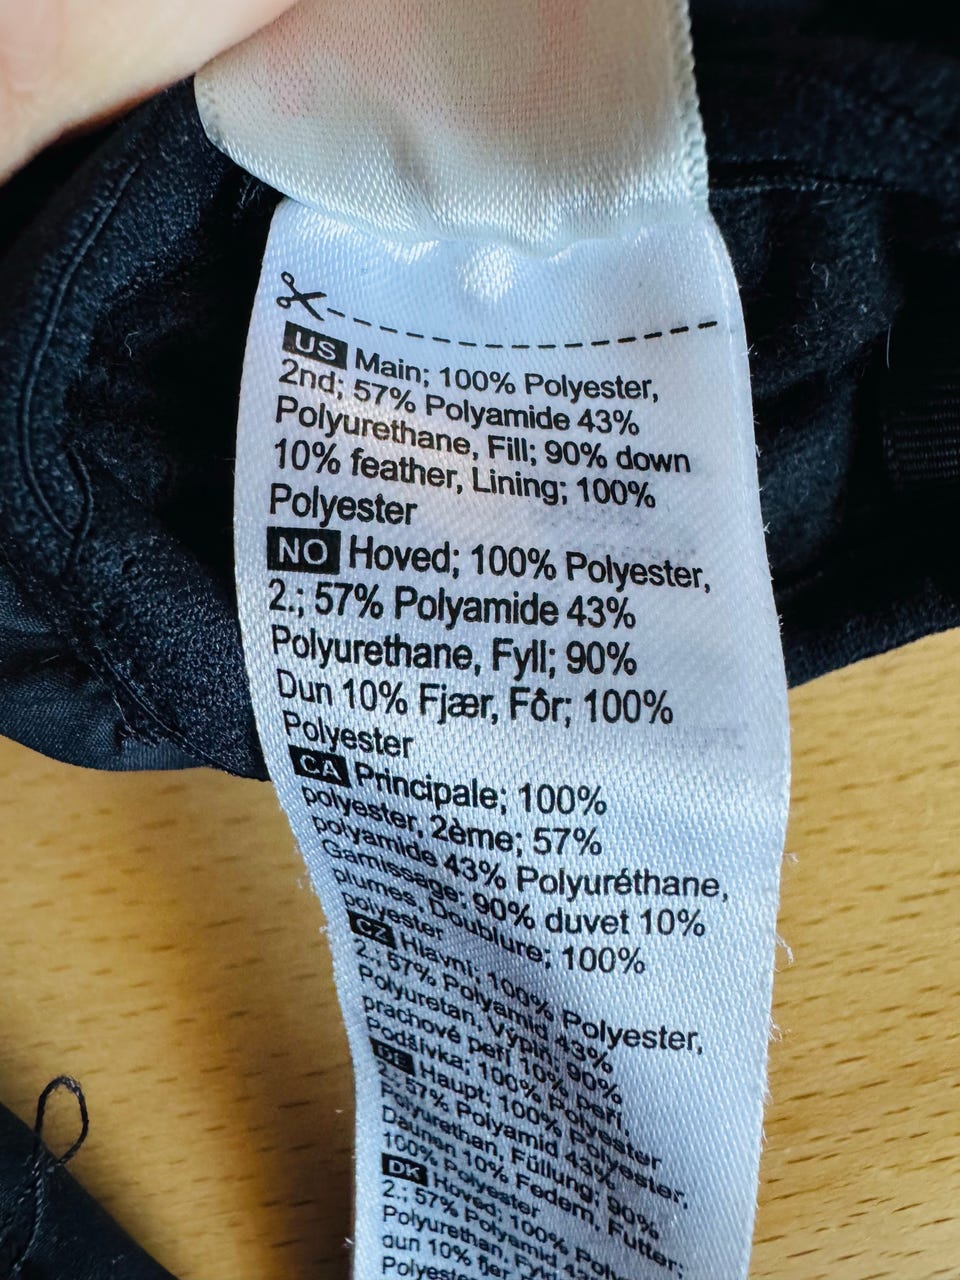 US Main; 100% Polyester,
2nd; 57% Polyamide 43%
Polyurethane, Fill; 90% down
10% feather, Lining; 100%
Polyester
NO Hoved; 100% Polyester,
2.; 57% Polyamide 43%
Polyurethane, Fyll; 90%
Dun 10% Fjær, Fôr; 100%
Polyester
CA Principale; 100%
polyester, 2ème; 57%
polyamide 43% Polyuréthane,
Garnissage: 90% duvet 10%
plumes, Doublure; 100%
polyester
CZ Hlavní; 100% Polyester,
2.; 57% Polyamid 43%
Polyuretan, Výplň; 90%
prachové peří 10% peří,
Podšívka; 100% Polyester
DE Haupt; 100% Polyester,
2.; 57% Polyamid 43%
Polyurethan, Füllung; 90%
Daunen 10% Federn, Futter;
100% Polyester
DK Hoved; 100%
2.; 57% Polyamid 43%
Polyurethan,
dun 10% fjer